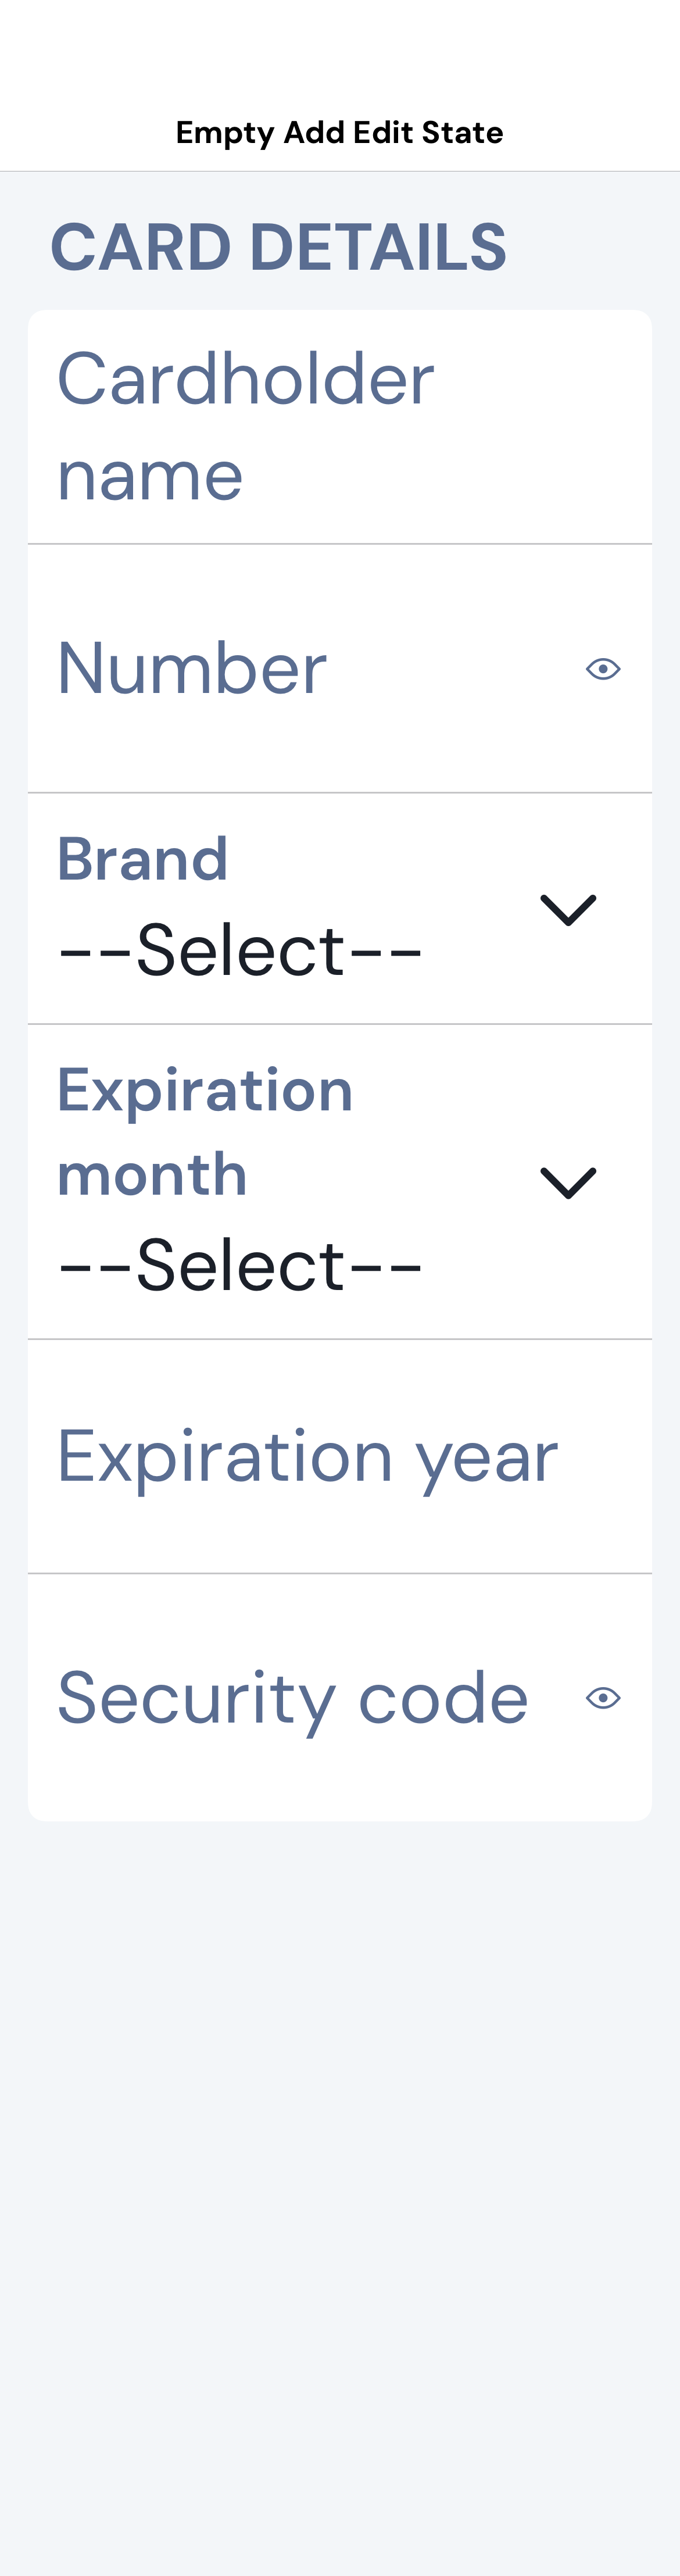 Empty Add Edit State
CARD DETAILS
Cardholder
name
Number
Brand
--Select--
Expiration
month
--Select--
Expiration year
Security code